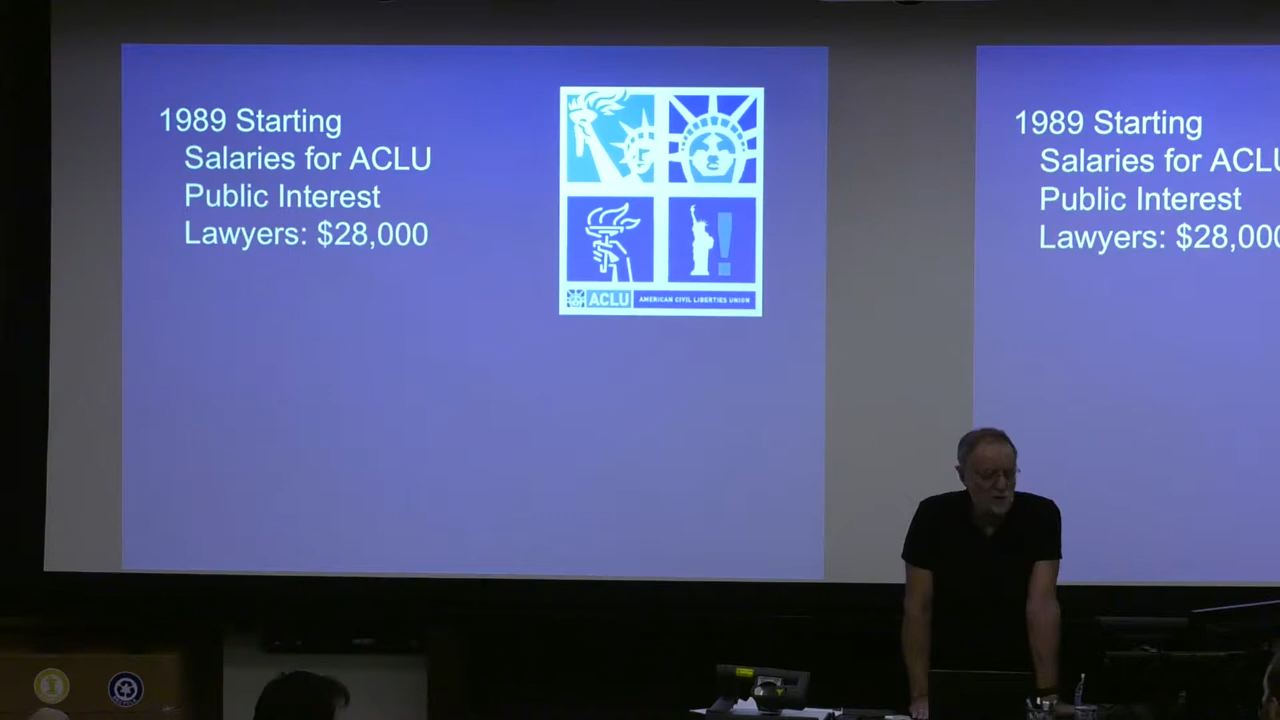 1989 Starting
Salaries for ACLU
Public Interest
Lawyers: $28,000
ACLU
AMERICAN CIVIL LIBERTIES UNION
1989 Starting
Salaries for ACLU
Public Interest
Lawyers: $28,000